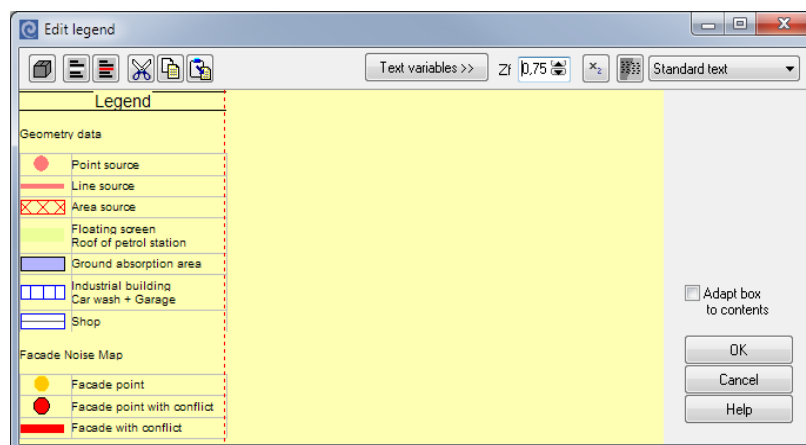 Edit legend
Text variables >> Zf 0,75 x₂ Standard text
Legend
Geometry data
Point source
Line source
Area source
Floating screen
Roof of petrol station
Ground absorption area
Industrial building
Car wash + Garage
Shop
Facade Noise Map
Facade point
Facade point with conflict
Facade with conflict
Adapt box
to contents
OK
Cancel
Help